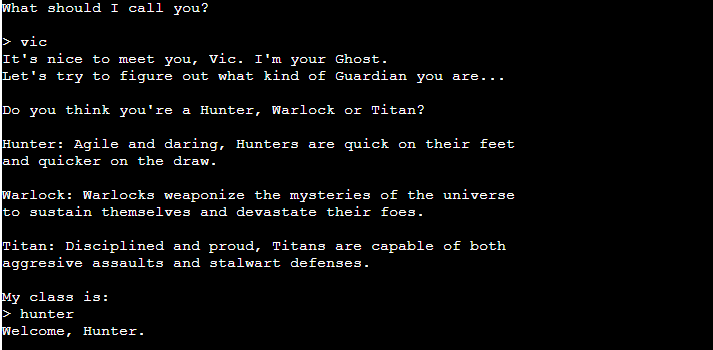 What should I call you?
> vic
It's nice to meet you, Vic. I'm your Ghost.
Let's try to figure out what kind of Guardian you are...
Do you think you're a Hunter, Warlock or Titan?
Hunter: Agile and daring, Hunters are quick on their feet
and quicker on the draw.
Warlock: Warlocks weaponize the mysteries of the universe
to sustain themselves and devastate their foes.
Titan: Disciplined and proud, Titans are capable of both
aggresive assaults and stalwart defenses.
My class is:
> hunter
Welcome, Hunter.